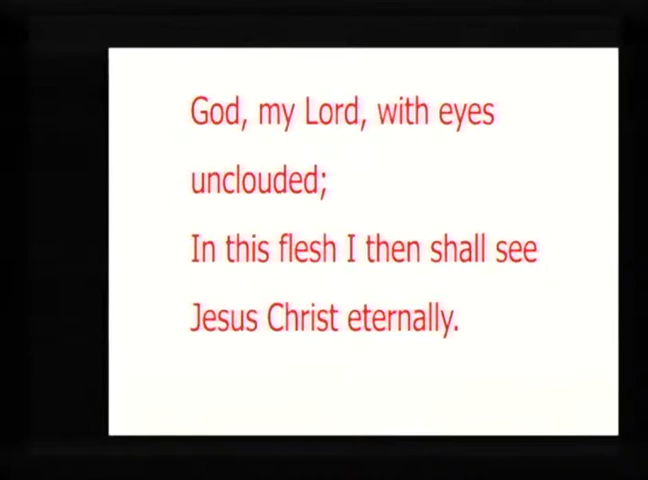 God, my Lord, with eyes
unclouded;
In this flesh I then shall see
Jesus Christ eternally.